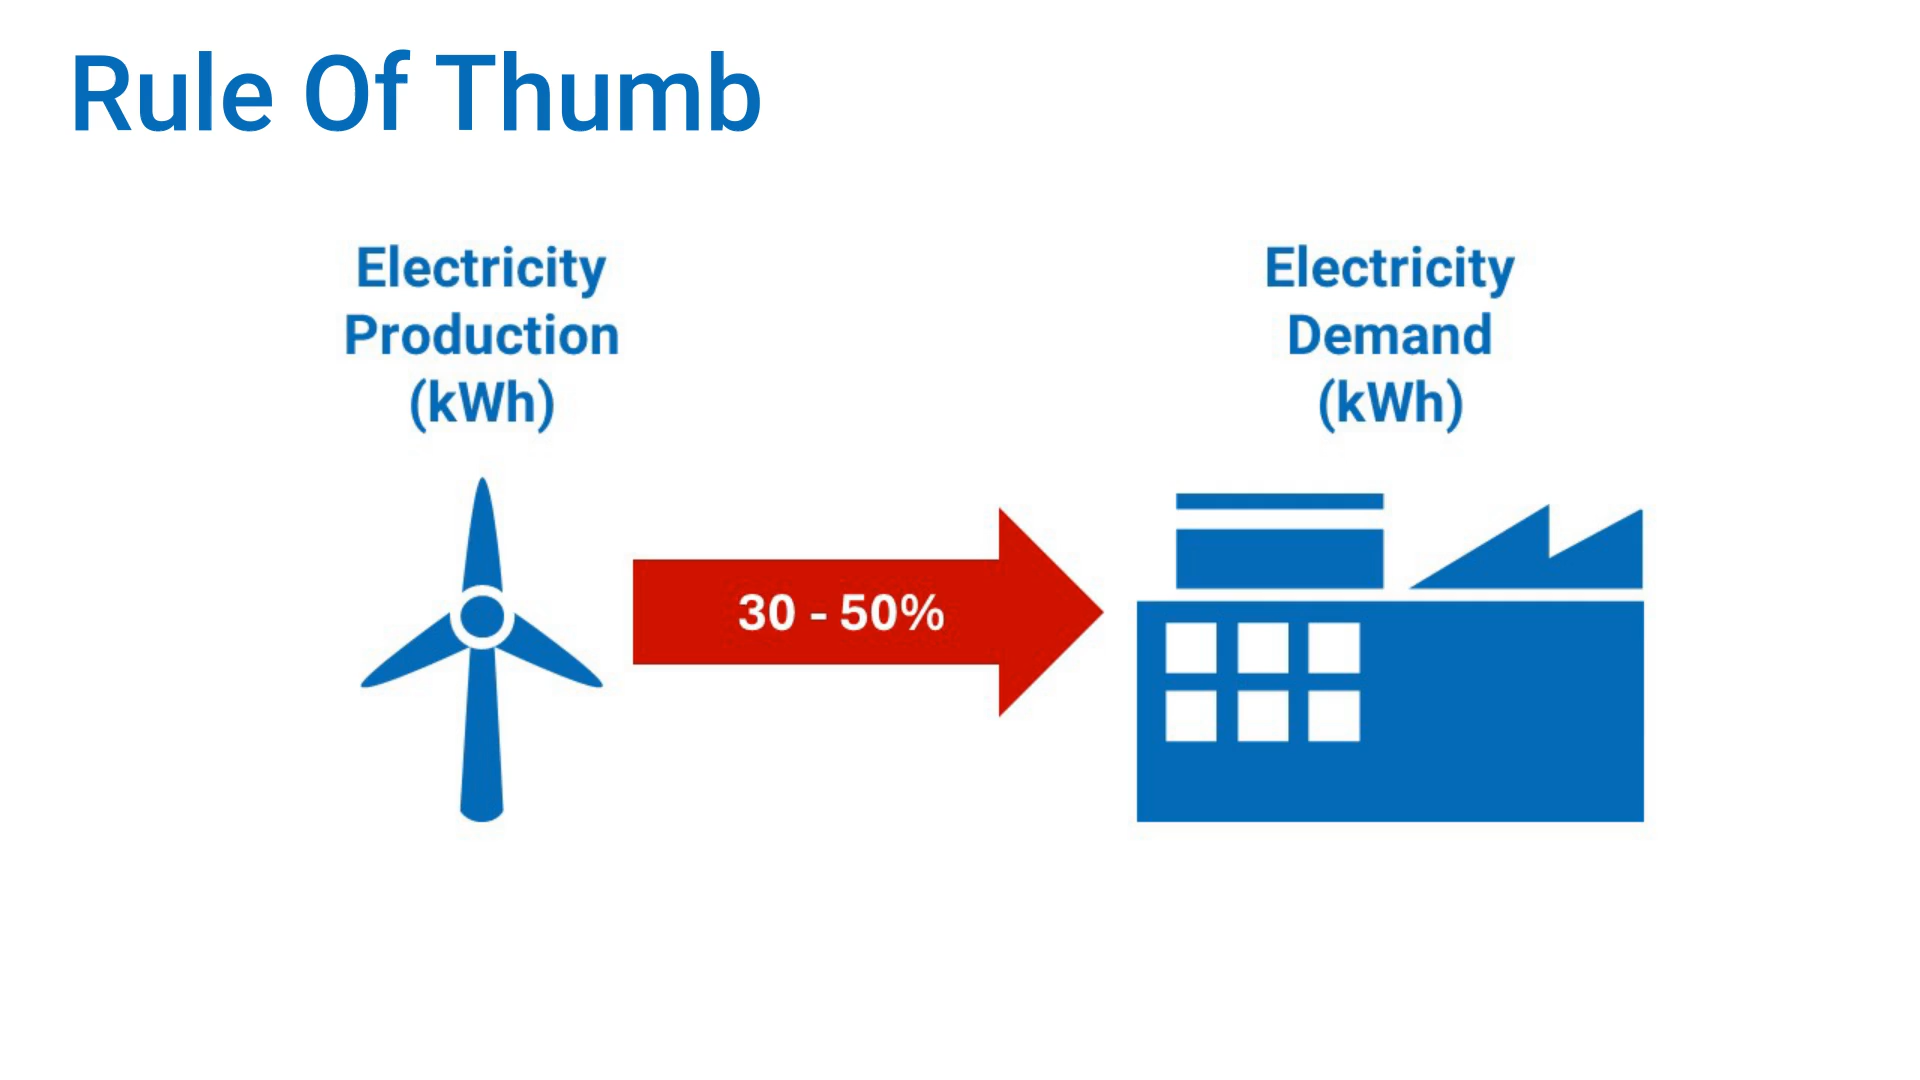 Rule Of Thumb
Electricity
Production
(kWh)
Electricity
Demand
(kWh)
30 - 50%